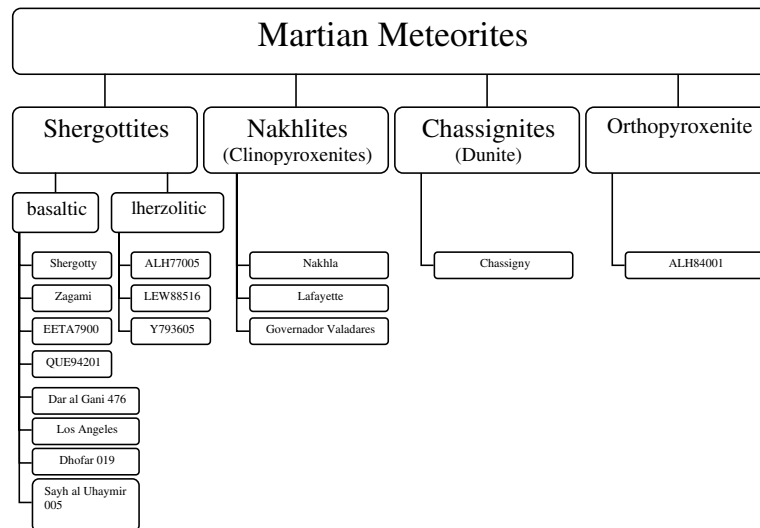 Martian Meteorites
Shergottites
Nakhlites
(Clinopyroxenites)
Chassignites
(Dunite)
Orthopyroxenite
basaltic
lherzolitic
Shergotty
Zagami
EETA7900
QUE94201
Dar al Gani 476
Los Angeles
Dhofar 019
Sayh al Uhaymir
005
ALH77005
LEW88516
Y793605
Nakhla
Lafayette
Governador Valadares
Chassigny
ALH84001